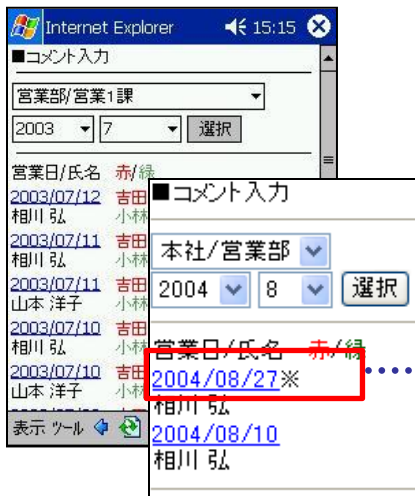 Internet Explorer 15:15
■コメント入力
営業部/営業1課
2003 7 選択
営業日/氏名 赤/緑
2003/07/12 吉田
相川 弘 小林
2003/07/11 吉田
相川 弘 小林
2003/07/11 吉田
山本 洋子 小林
2003/07/10 吉田
相川 弘 小林
2003/07/10 吉田
山本 洋子 小林
表示 ツール
■コメント入力
本社/営業部
2004 8 選択
営業日/氏名 赤/緑
2004/08/27※
相川 弘
2004/08/10
相川 弘